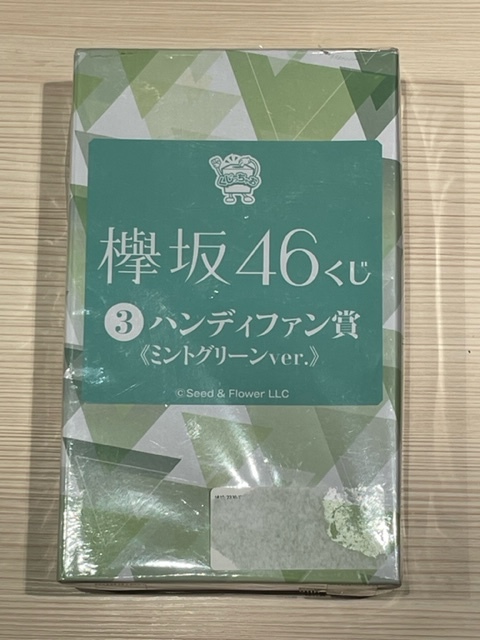 欅坂46くじ
③ハンディファン賞
《ミントグリーンver.》
©Seed & Flower LLC